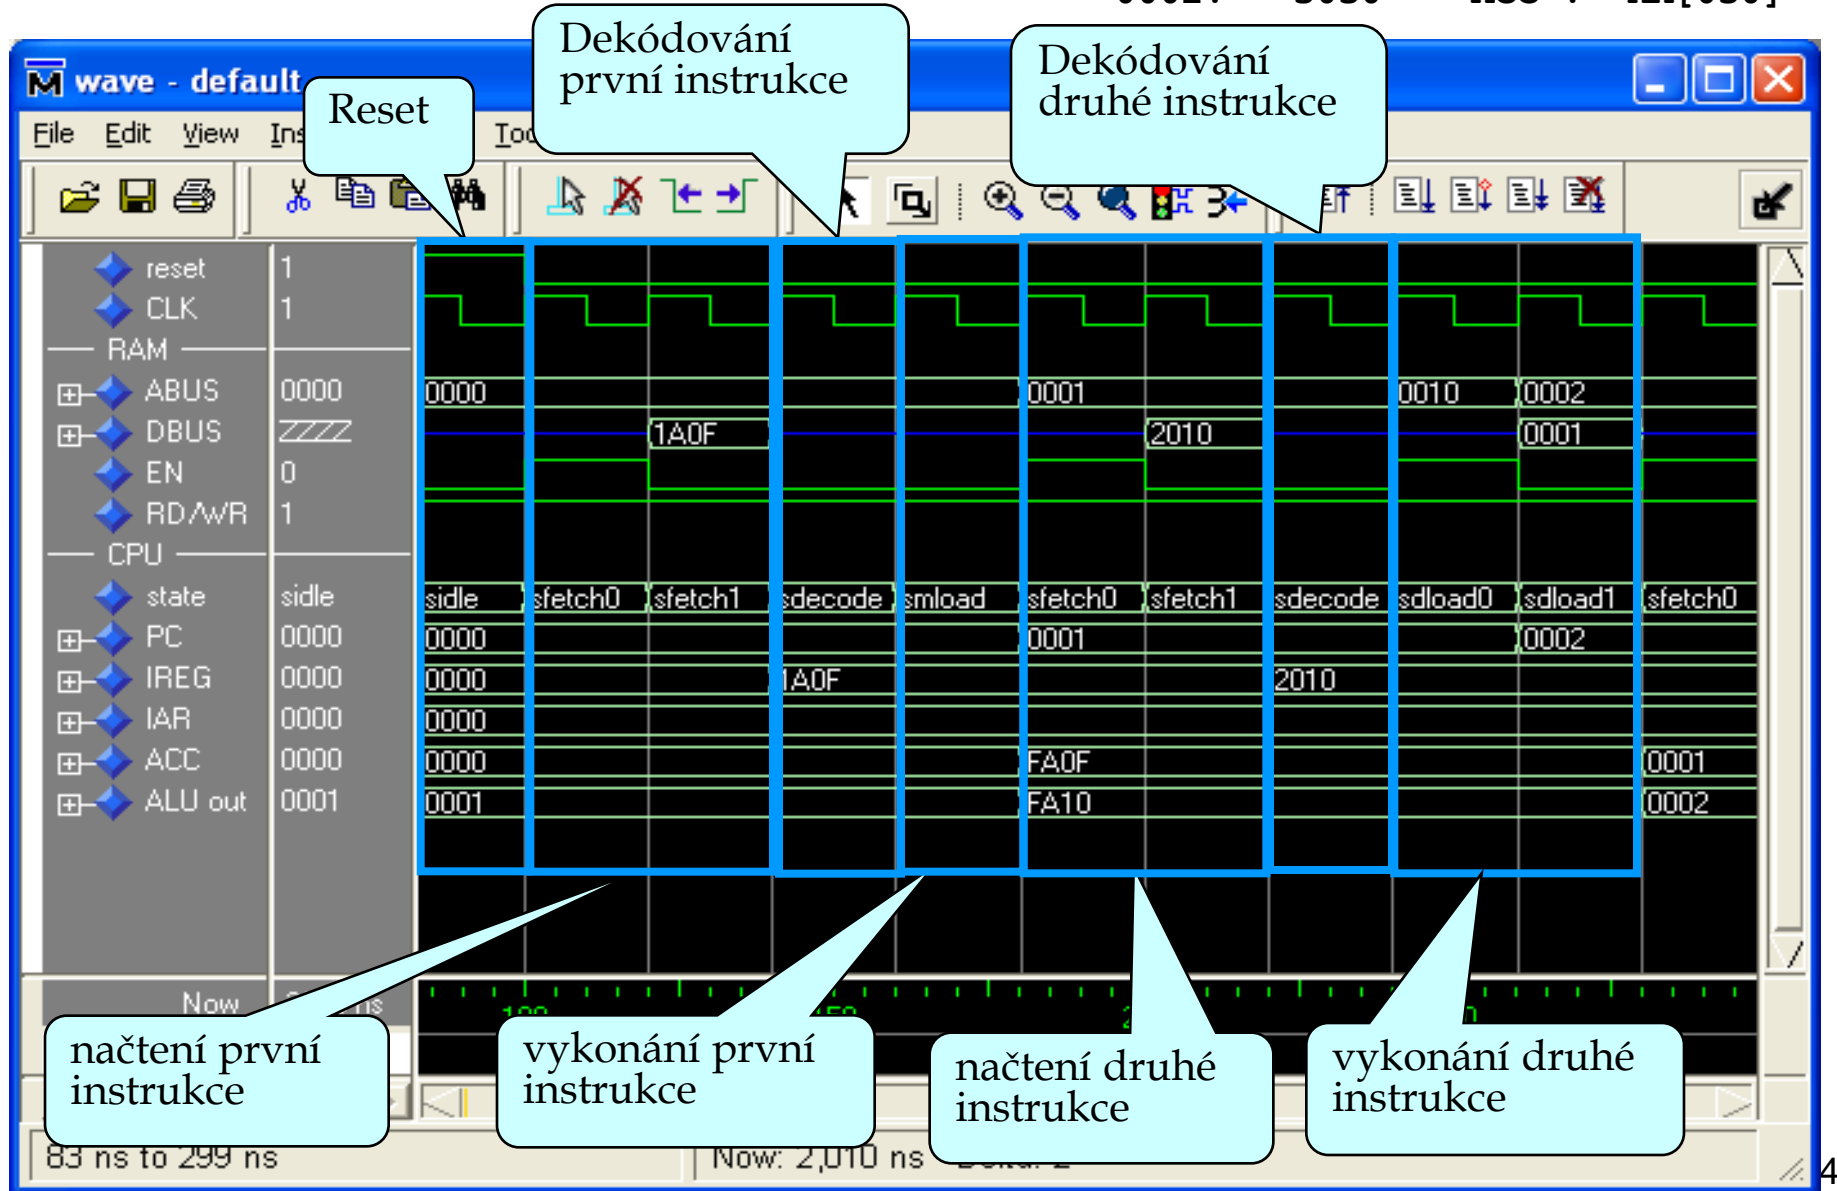 wave - default
Dekódování
první instrukce
Dekódování
druhé instrukce
Reset
File Edit View
reset 1
CLK 1
RAM
ABUS 0000 0000 0001 0010 0002
DBUS ZZZZ 1A0F 2010 0001
EN 0
RD/WR 1
CPU
state sidle sidle sfetch0 sfetch1 sdecode smload sfetch0 sfetch1 sdecode sdload0 sdload1 sfetch0
PC 0000 0000 0001 0002
IREG 0000 0000 1A0F 2010
IAR 0000 0000
ACC 0000 0000 FA0F 0001
ALU out 0001 0001 FA10 0002
Now
načtení první
instrukce
vykonání první
instrukce
načtení druhé
instrukce
vykonání druhé
instrukce
83 ns to 299 ns
Now: 2,010 ns
4